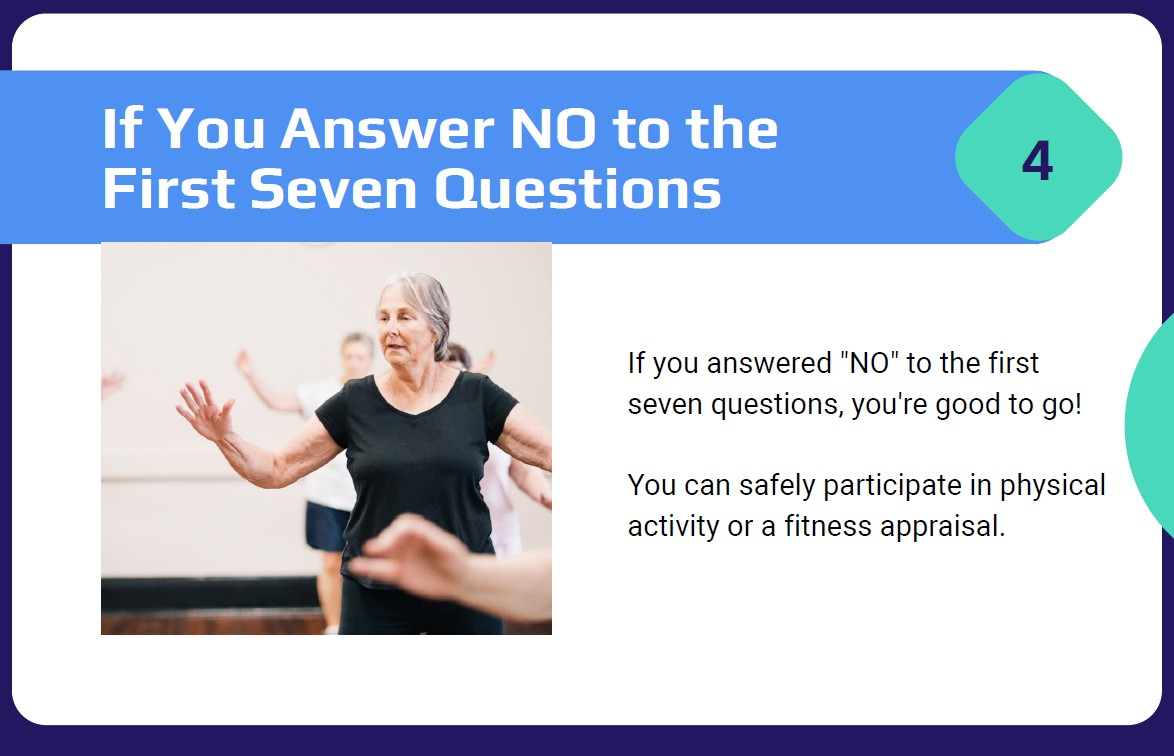 If You Answer NO to the
First Seven Questions
4
If you answered "NO" to the first
seven questions, you're good to go!
You can safely participate in physical
activity or a fitness appraisal.